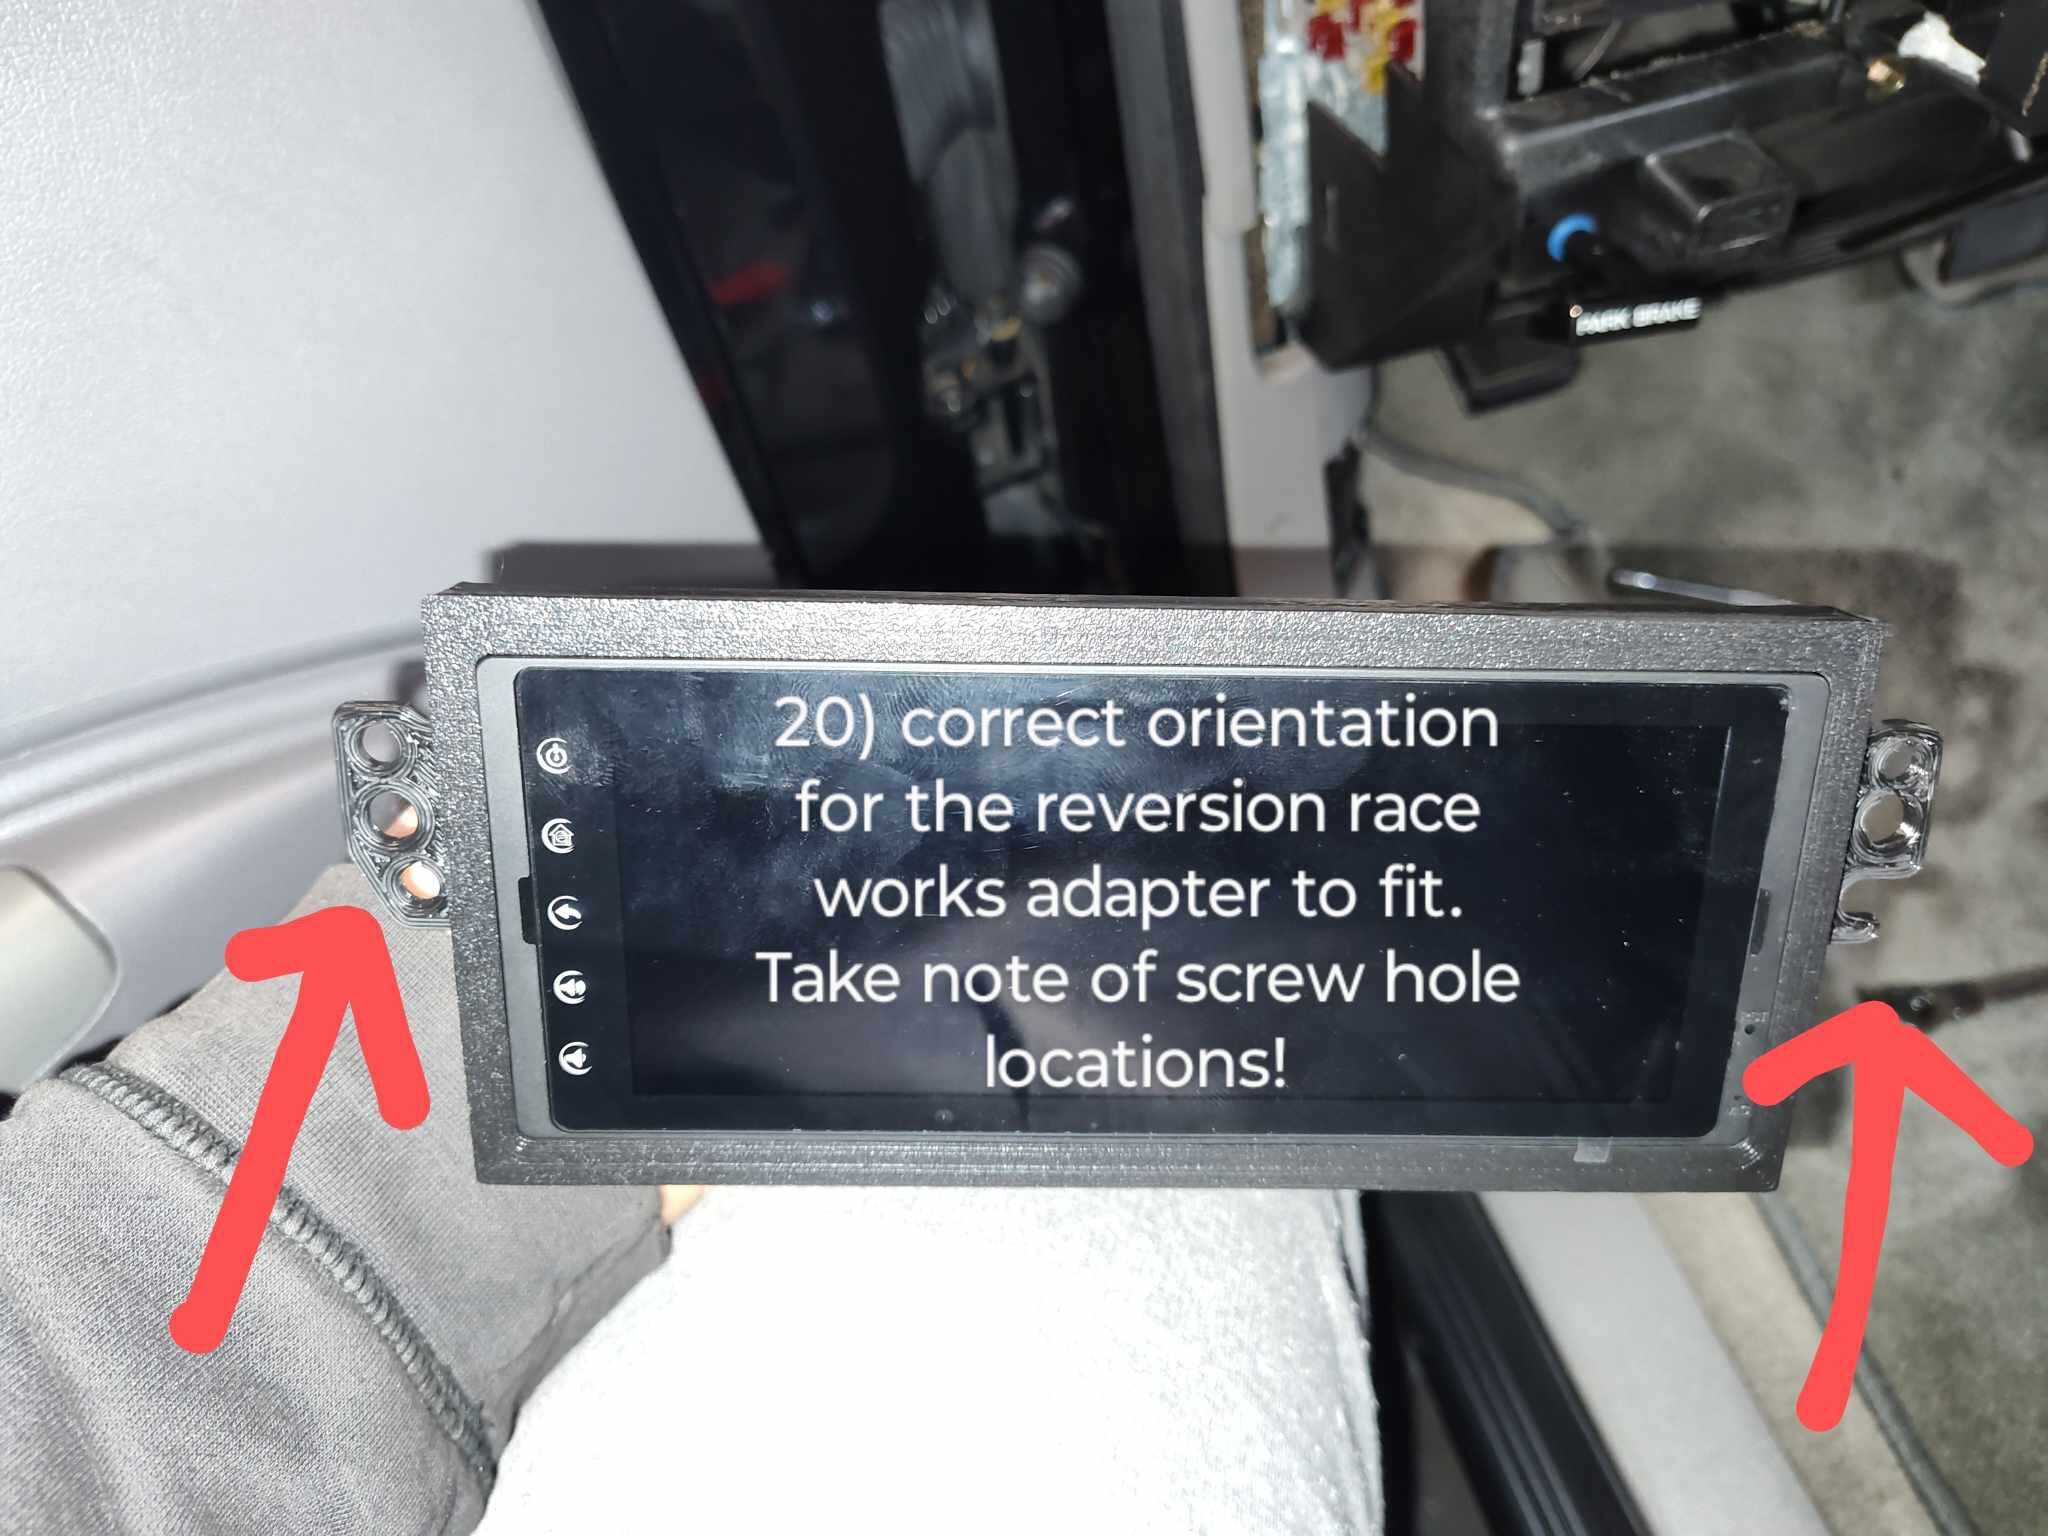 PARK BRAKE
20) correct orientation
for the reversion race
works adapter to fit.
Take note of screw hole
locations!